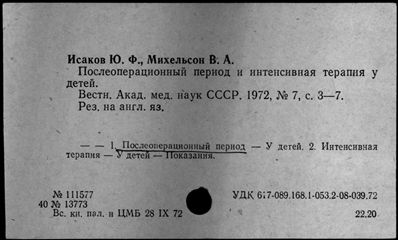 Исаков Ю. Ф., Михельсон В. А.
Послеоперационный период и интенсивная терапия у
детей.
Вестн. Акад. мед. наук СССР, 1972, № 7, с. 3—7.
Рез. на англ. яз.
— — 1. Послеоперационный период — У детей. 2. Интенсивная
терапия — У детей — Показания.
№ 111577
УДК 617-089.168.1-053.2-08-039.72
40 № 13773
Вс. кн. пал. и ЦМБ 28 IX 72
22.20